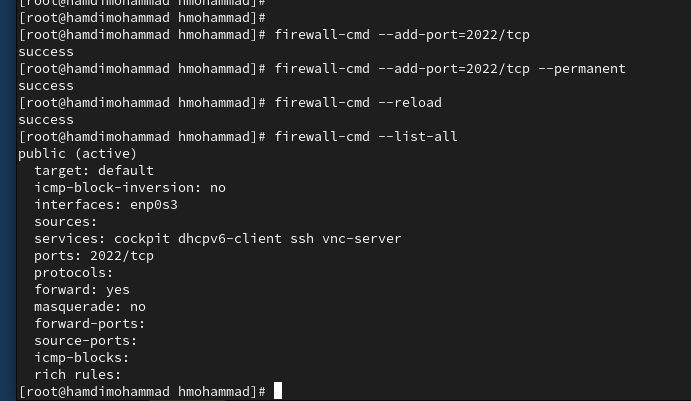 [root@hamdimohammad hmohammad]#
[root@hamdimohammad hmohammad]#
[root@hamdimohammad hmohammad]# firewall-cmd --add-port=2022/tcp
success
[root@hamdimohammad hmohammad]# firewall-cmd --add-port=2022/tcp --permanent
success
[root@hamdimohammad hmohammad]# firewall-cmd --reload
success
[root@hamdimohammad hmohammad]# firewall-cmd --list-all
public (active)
  target: default
  icmp-block-inversion: no
  interfaces: enp0s3
  sources:
  services: cockpit dhcpv6-client ssh vnc-server
  ports: 2022/tcp
  protocols:
  forward: yes
  masquerade: no
  forward-ports:
  source-ports:
  icmp-blocks:
  rich rules:
[root@hamdimohammad hmohammad]#